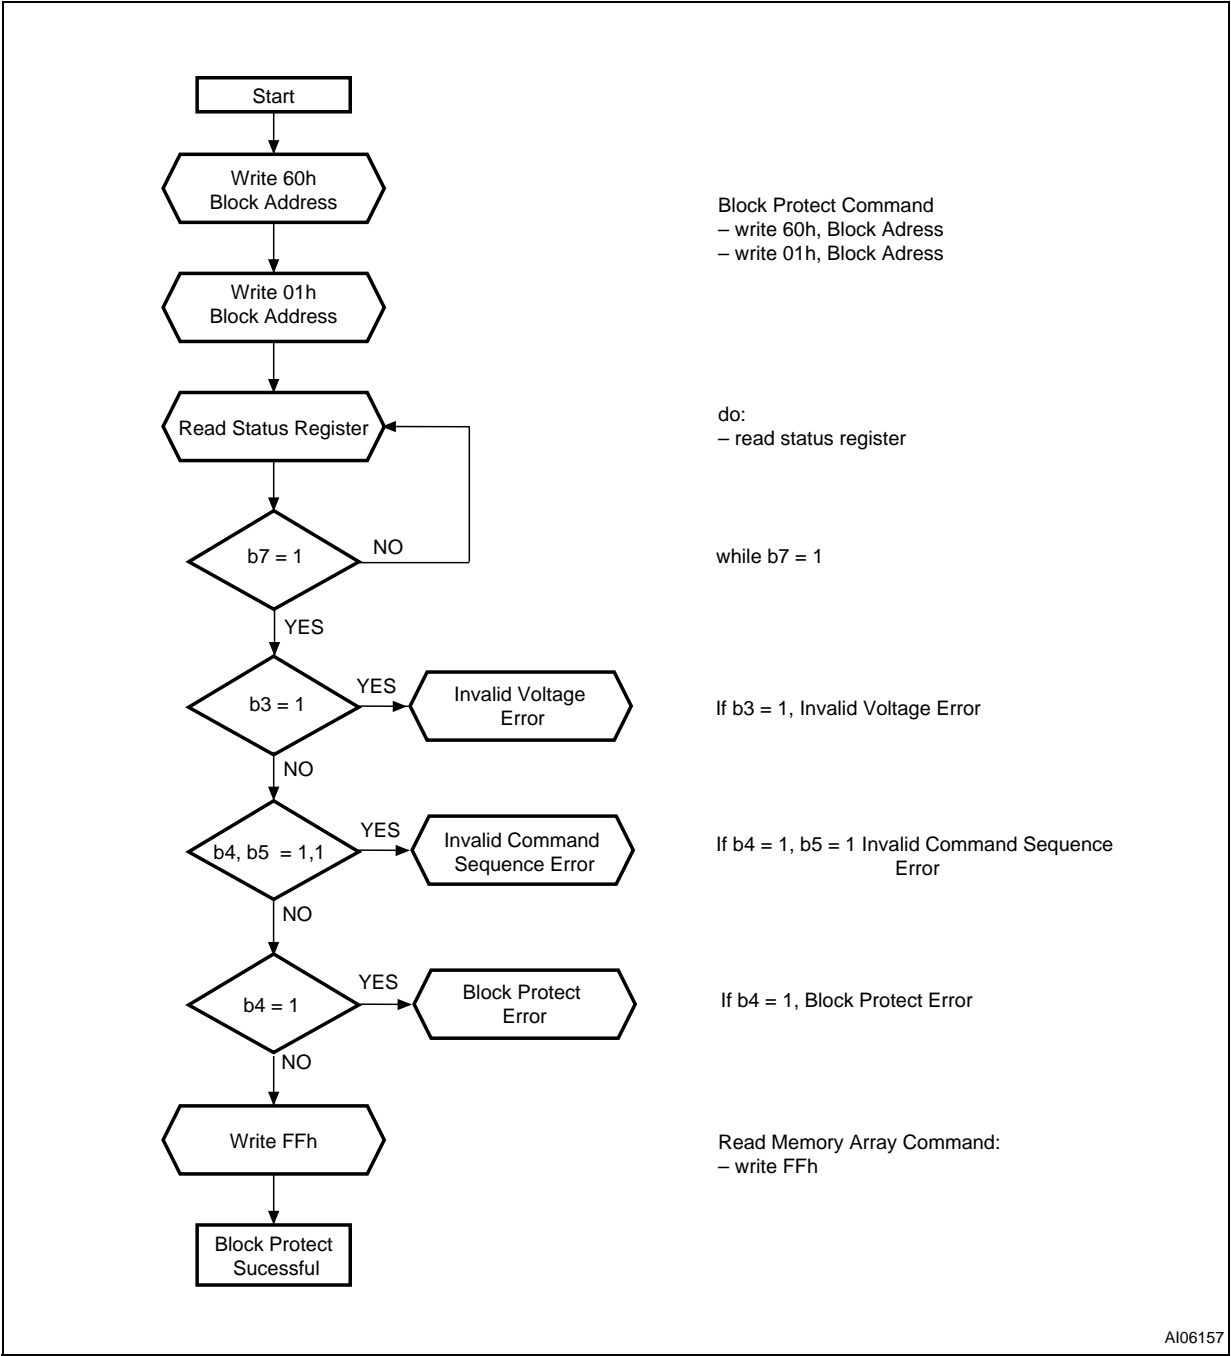 Start
Write 60h
Block Address
Block Protect Command
– write 60h, Block Adress
– write 01h, Block Adress
Write 01h
Block Address
Read Status Register
do:
– read status register
b7 = 1
NO
while b7 = 1
YES
b3 = 1
YES
Invalid Voltage
Error
If b3 = 1, Invalid Voltage Error
NO
b4, b5 = 1,1
YES
Invalid Command
Sequence Error
If b4 = 1, b5 = 1 Invalid Command Sequence
Error
NO
b4 = 1
YES
Block Protect
Error
If b4 = 1, Block Protect Error
NO
Write FFh
Read Memory Array Command:
– write FFh
Block Protect
Sucessful
AI06157